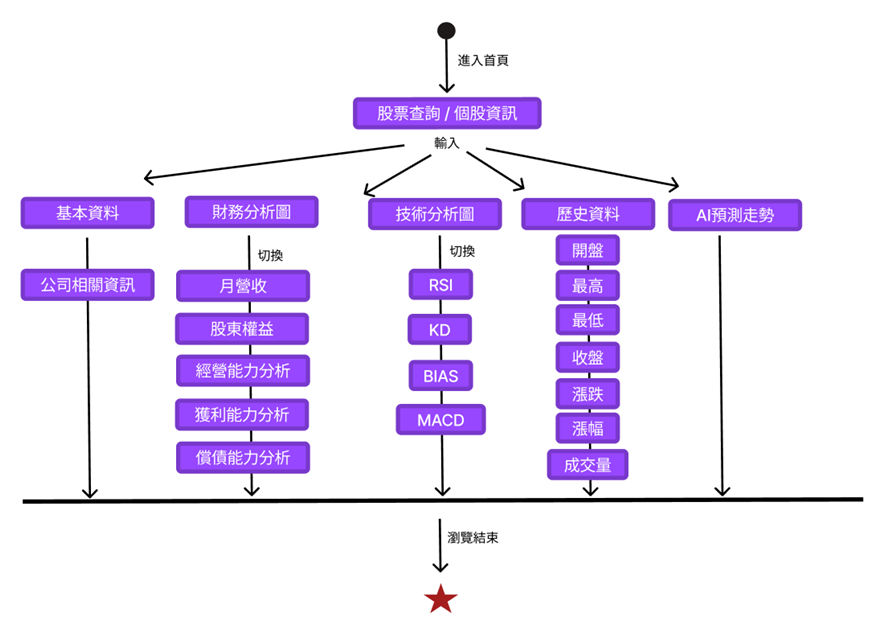 進入首頁
股票查詢 / 個股資訊
輸入
基本資料
財務分析圖
技術分析圖
歷史資料
AI預測走勢
公司相關資訊
切換
月營收
股東權益
經營能力分析
獲利能力分析
償債能力分析
切換
RSI
KD
BIAS
MACD
開盤
最高
最低
收盤
漲跌
漲幅
成交量
瀏覽結束